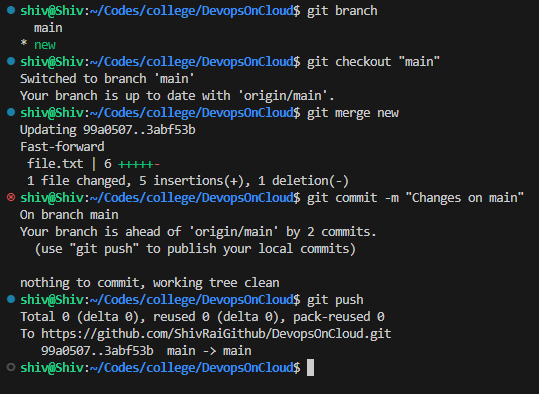 shiv@Shiv:~/Codes/college/DevopsOnCloud$ git branch
  main
* new
shiv@Shiv:~/Codes/college/DevopsOnCloud$ git checkout "main"
Switched to branch 'main'
Your branch is up to date with 'origin/main'.
shiv@Shiv:~/Codes/college/DevopsOnCloud$ git merge new
Updating 99a0507..3abf53b
Fast-forward
 file.txt | 6 +++++-
 1 file changed, 5 insertions(+), 1 deletion(-)
shiv@Shiv:~/Codes/college/DevopsOnCloud$ git commit -m "Changes on main"
On branch main
Your branch is ahead of 'origin/main' by 2 commits.
  (use "git push" to publish your local commits)

nothing to commit, working tree clean
shiv@Shiv:~/Codes/college/DevopsOnCloud$ git push
Total 0 (delta 0), reused 0 (delta 0), pack-reused 0
To https://github.com/ShivRaiGithub/DevopsOnCloud.git
   99a0507..3abf53b  main -> main
shiv@Shiv:~/Codes/college/DevopsOnCloud$